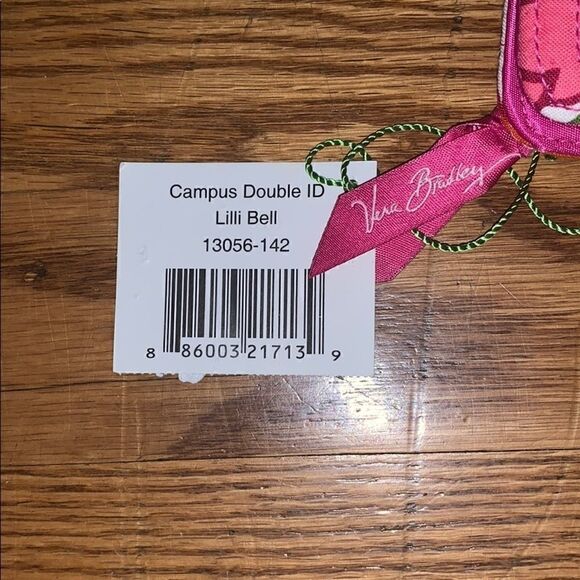 Campus Double ID
Lilli Bell
13056-142
8 86003 21713 9
Vera Bradley